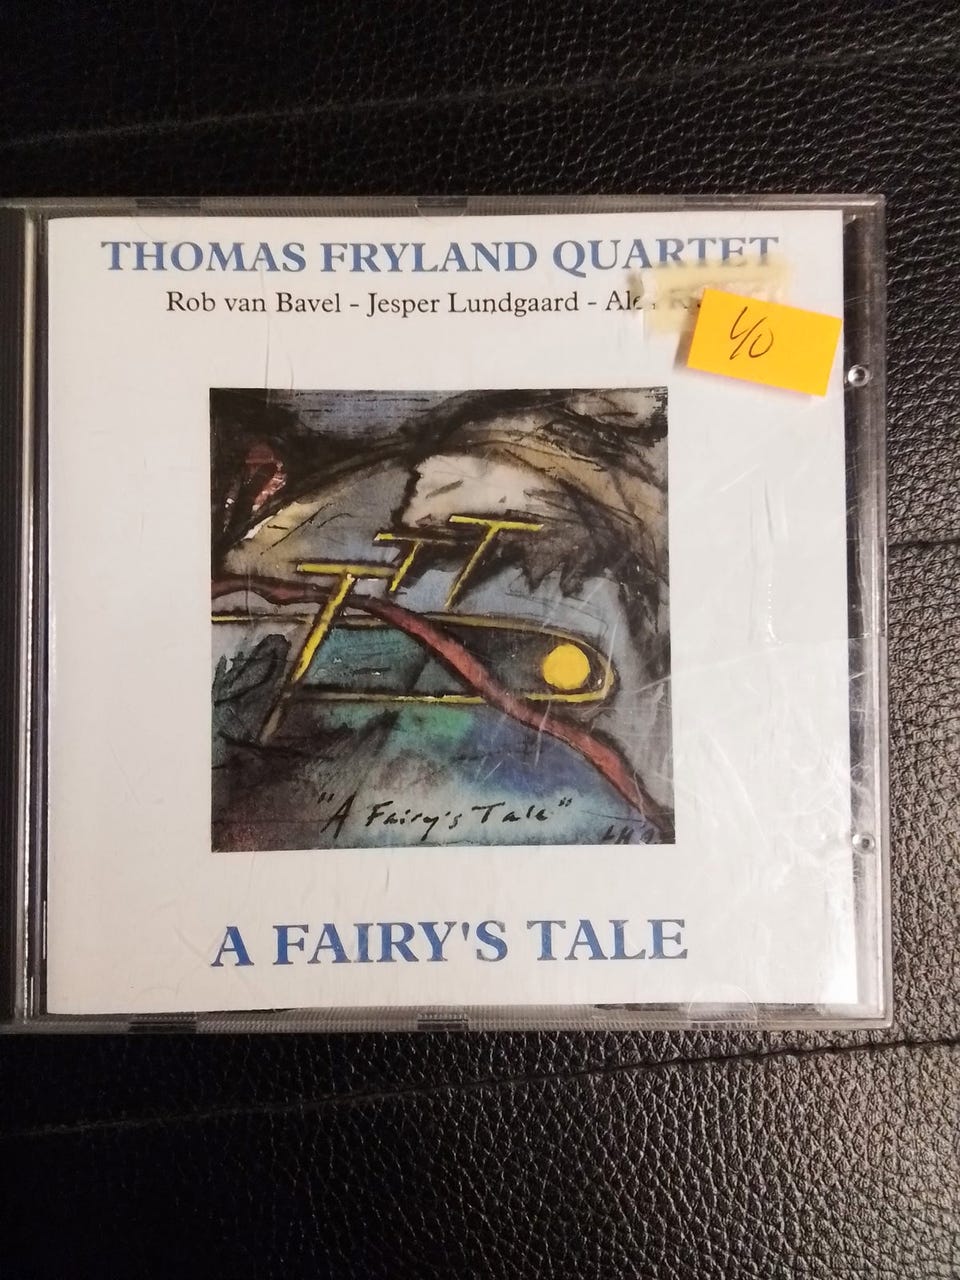 THOMAS FRYLAND QUARTET
Rob van Bavel - Jesper Lundgaard -
40
"A Fairy's Tale"
A FAIRY'S TALE